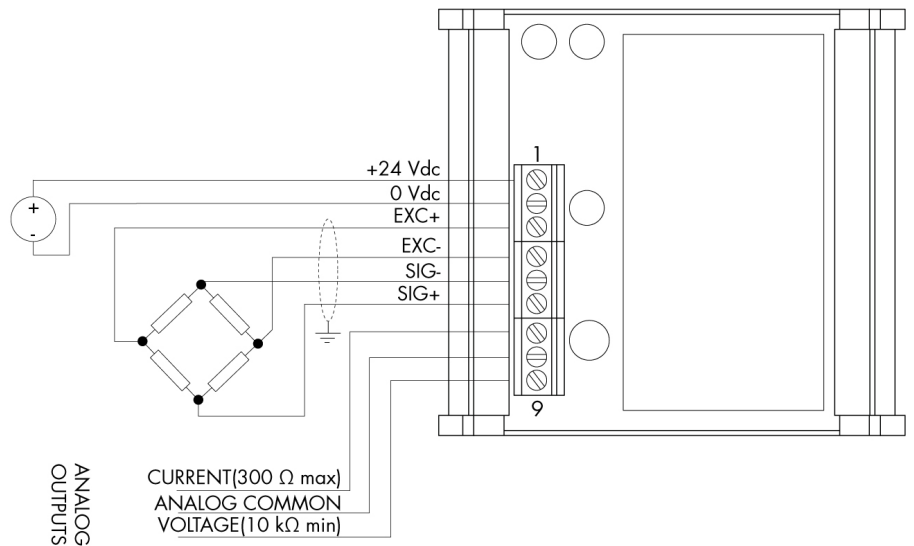 1
+24 Vdc
0 Vdc
EXC+
EXC-
SIG-
SIG+
+
-
9
CURRENT(300 Ω max)
ANALOG COMMON
VOLTAGE(10 kΩ min)
ANALOG
OUTPUTS